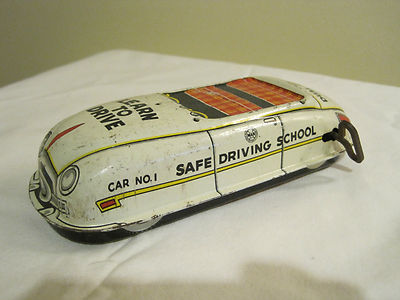 LEARN
TO
DRIVE
SAFE DRIVING SCHOOL
CAR NO. 1